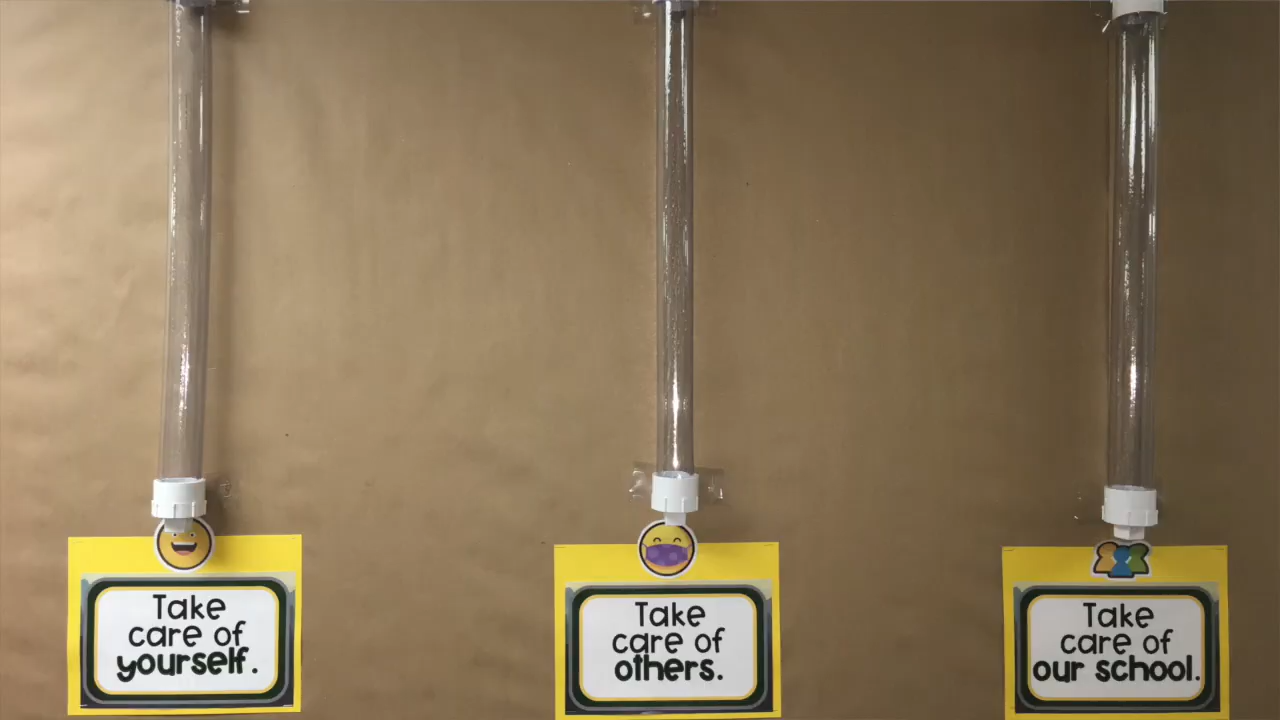 Take
care of
yourself.
Take
care of
others.
Take
care of
our school.